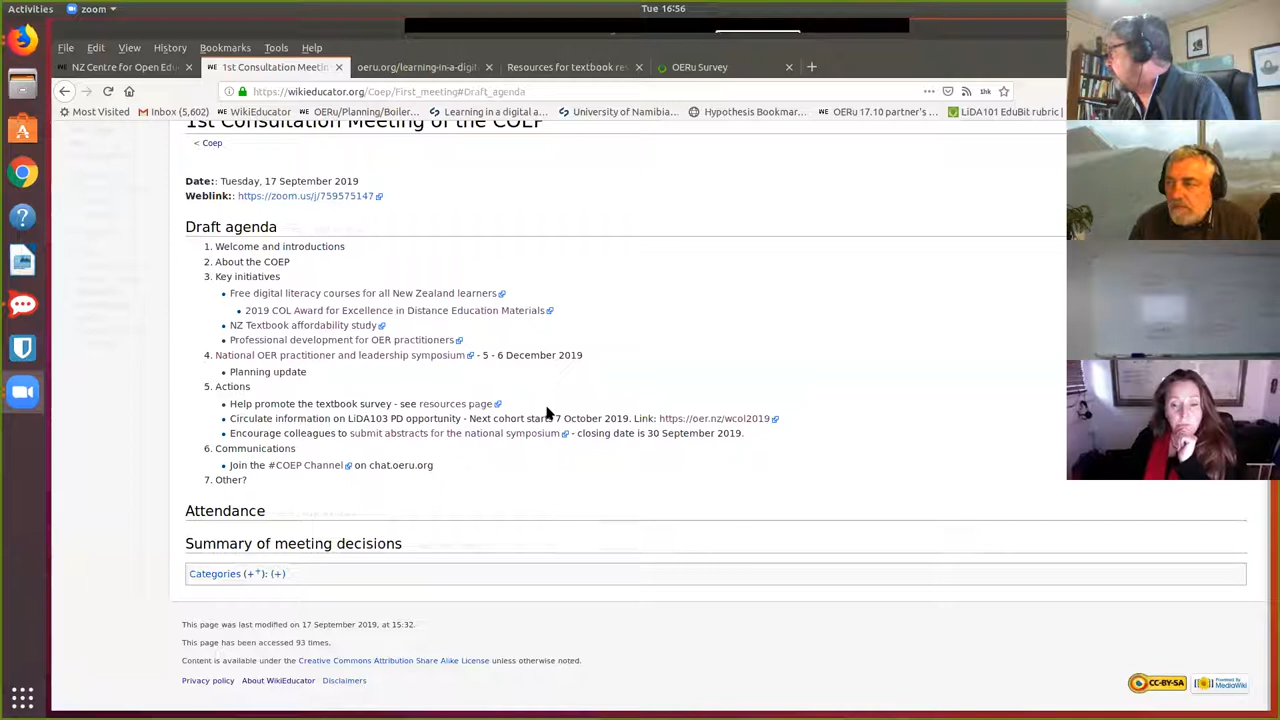 Activities
zoom
Tue 16:56
File Edit View History Bookmarks Tools Help
NZ Centre for Open Edu
1st Consultation Meetin
oeru.org/learning-in-a-digit
Resources for textbook res
OERu Survey
https://wikieducator.org/Coep/First_meeting#Draft_agenda
1hk
Most Visited
Inbox (5,602)
WikiEducator
OERu/Planning/Boiler...
Learning in a digital a...
University of Namibia...
Hypothesis Bookmar...
OERu 17.10 partner's ...
LiDA101 EduBit rubric
1st Consultation Meeting of the COEP
< Coep
Date: : Tuesday, 17 September 2019
Weblink: : https://zoom.us/j/759575147
Draft agenda
1. Welcome and introductions
2. About the COEP
3. Key initiatives
• Free digital literacy courses for all New Zealand learners
• 2019 COL Award for Excellence in Distance Education Materials
• NZ Textbook affordability study
• Professional development for OER practitioners
4. National OER practitioner and leadership symposium - 5 - 6 December 2019
• Planning update
5. Actions
• Help promote the textbook survey - see resources page
• Circulate information on LiDA103 PD opportunity - Next cohort starts 7 October 2019. Link: https://oer.nz/wcol2019
• Encourage colleagues to submit abstracts for the national symposium - closing date is 30 September 2019.
6. Communications
• Join the #COEP Channel on chat.oeru.org
7. Other?
Attendance
Summary of meeting decisions
Categories (++): (+)
This page was last modified on 17 September 2019, at 15:32.
This page has been accessed 93 times.
Content is available under the Creative Commons Attribution Share Alike License unless otherwise noted.
Privacy policy About WikiEducator Disclaimers
CC-BY-SA
Powered By MediaWiki